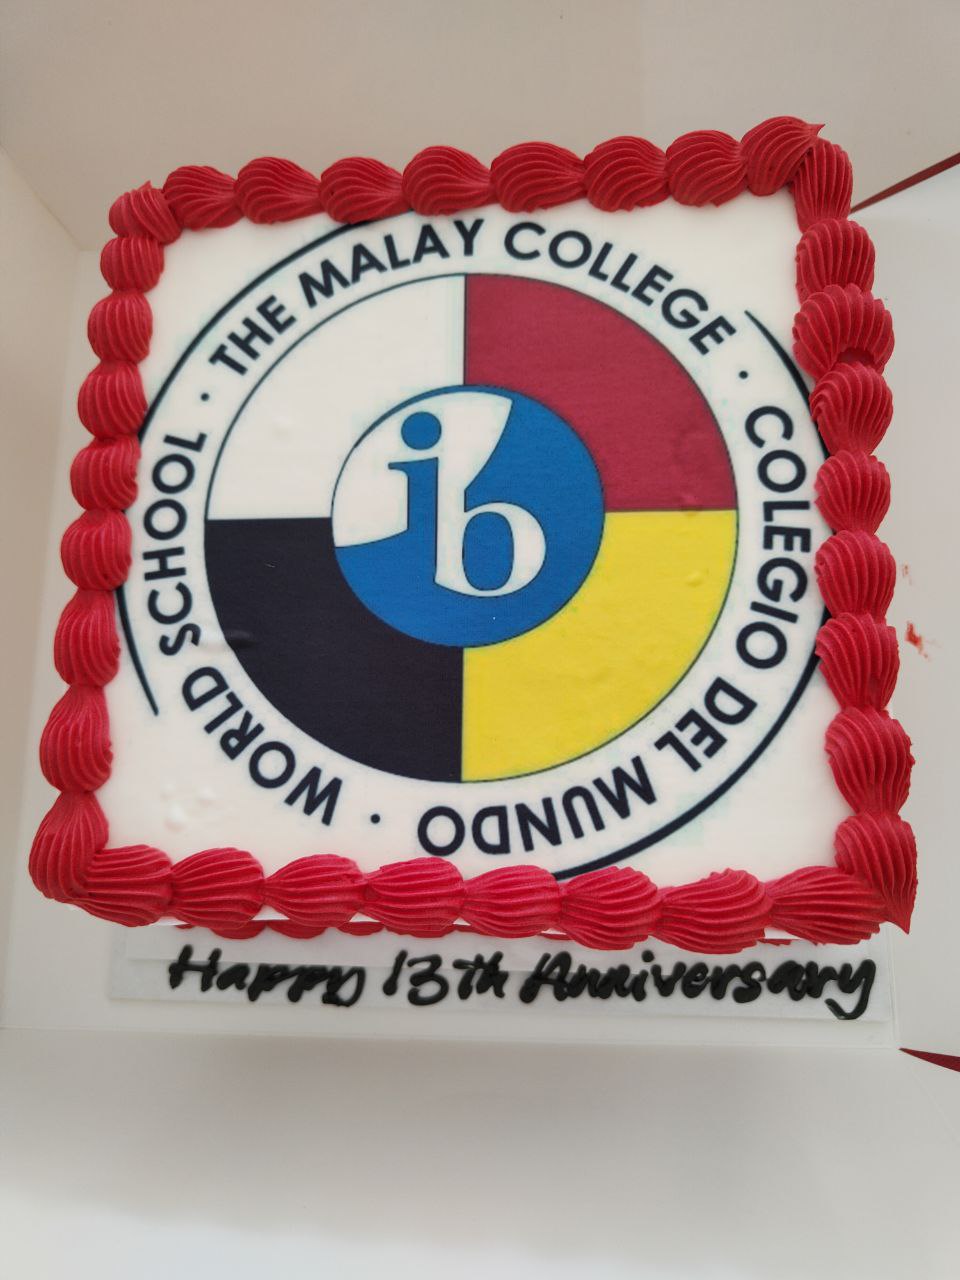 THE MALAY COLLEGE · COLEGIO DEL MUNDO · WORLD SCHOOL ·
ib
Happy 13th Anniversary